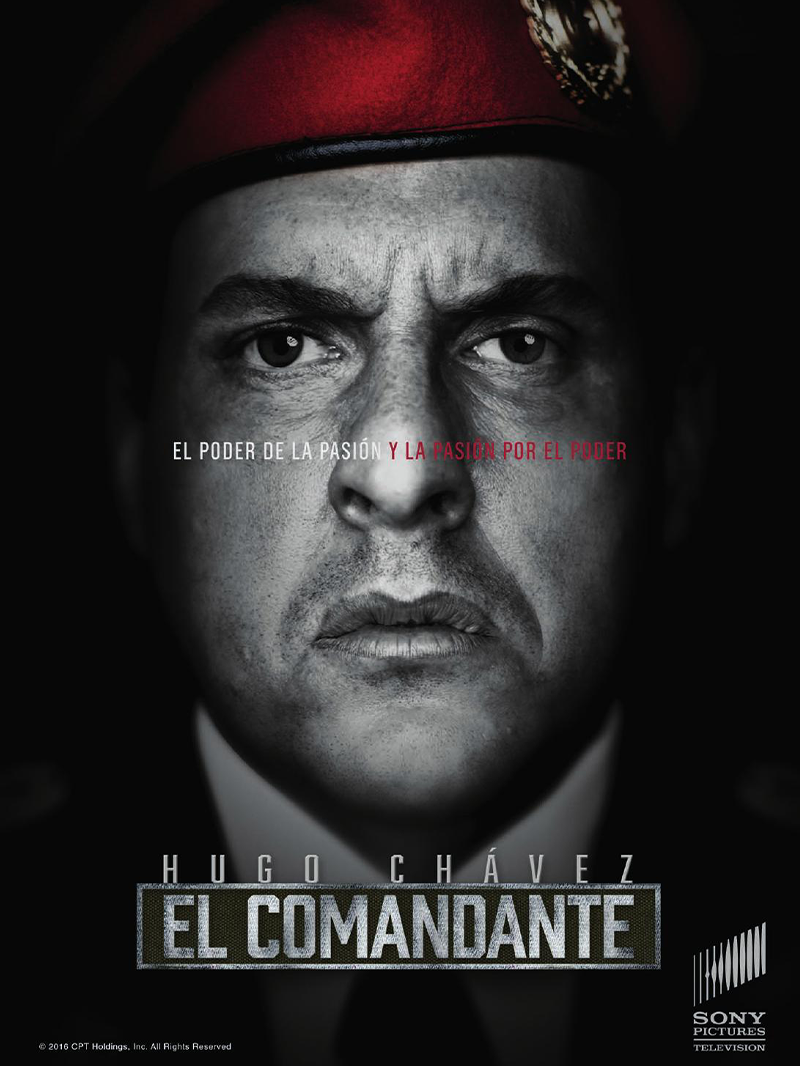 EL PODER DE LA PASIÓN Y LA PASIÓN POR EL PODER
HUGO CHÁVEZ
EL COMANDANTE
SONY
PICTURES
TELEVISION
© 2016 CPT Holdings, Inc. All Rights Reserved